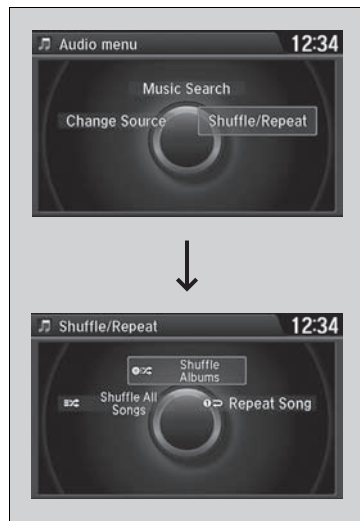 Audio menu 12:34
Music Search
Change Source Shuffle/Repeat
Shuffle/Repeat 12:34
Shuffle
Albums
Shuffle All
Songs
Repeat Song